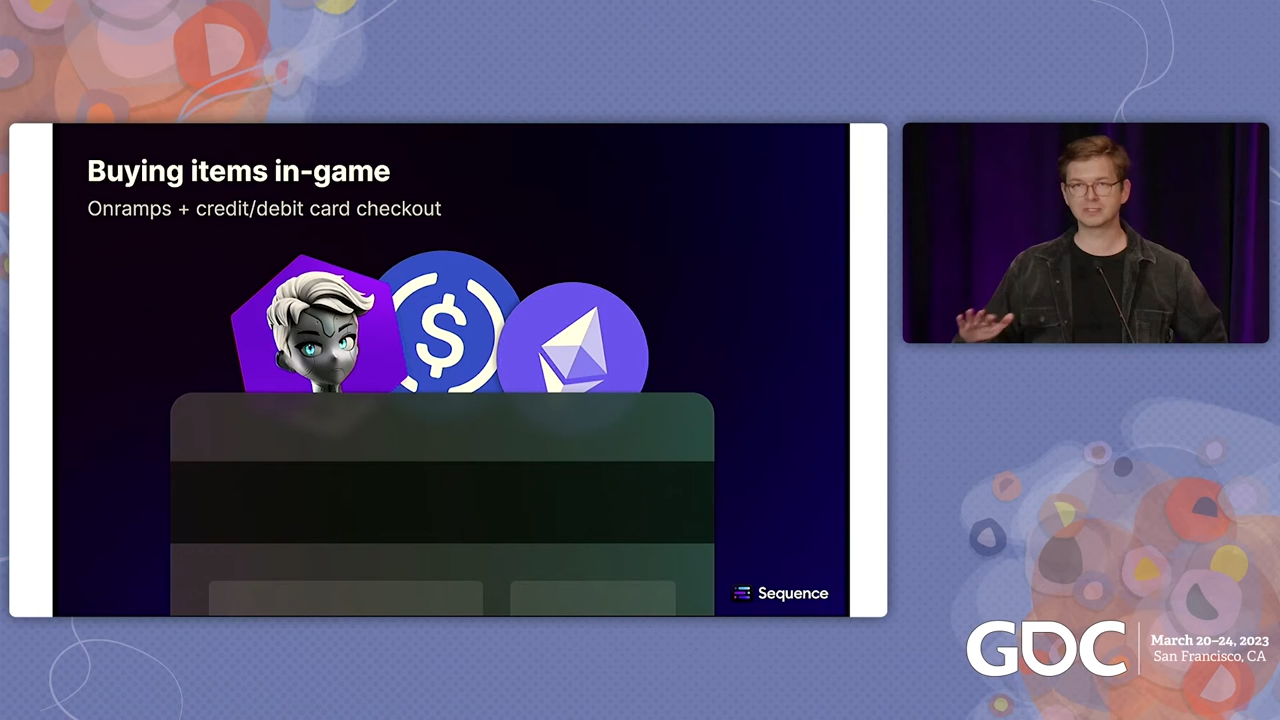 Buying items in-game
Onramps + credit/debit card checkout
$
Sequence
GDC
March 20–24, 2023
San Francisco, CA